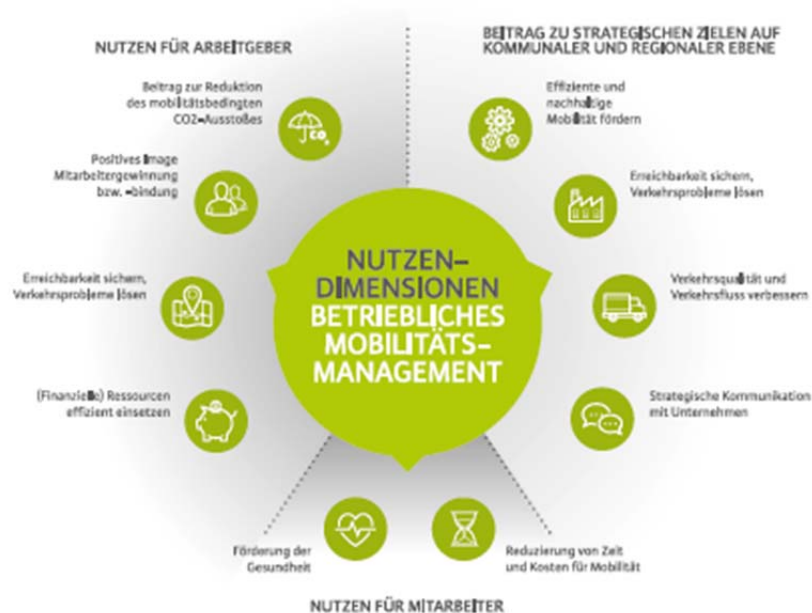 NUTZEN FÜR ARBEITGEBER
Beitrag zur Reduktion
des mobilitätsbedingten
CO2-Ausstoßes
CO₂
Positives Image
Mitarbeitergewinnung
bzw. -bindung
Erreichbarkeit sichern,
Verkehrsprobleme lösen
(Finanzielle) Ressourcen
effizient einsetzen
BEITRAG ZU STRATEGISCHEN ZIELEN AUF
KOMMUNALER UND REGIONALER EBENE
Effiziente und
nachhaltige
Mobilität fördern
Erreichbarkeit sichern,
Verkehrsprobleme lösen
Verkehrsqualität und
Verkehrsfluss verbessern
Strategische Kommunikation
mit Unternehmen
NUTZEN-
DIMENSIONEN
BETRIEBLICHES
MOBILITÄTS-
MANAGEMENT
Förderung der
Gesundheit
Reduzierung von Zeit
und Kosten für Mobilität
NUTZEN FÜR MITARBEITER